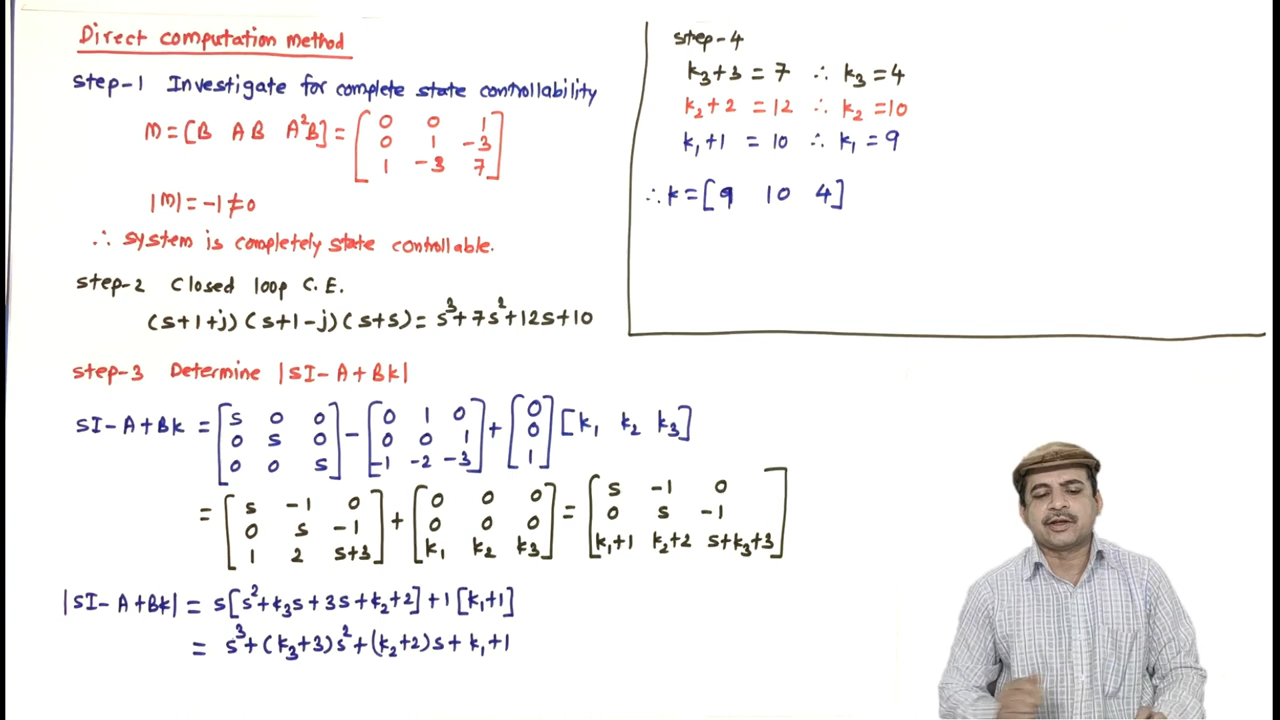 Direct computation method
step-1 Investigate for complete state controllability
M = [B AB A²B] = [0 0 1; 0 1 -3; 1 -3 7]
|M| = -1 ≠ 0
∴ system is completely state controllable.
step-2 Closed loop C.E.
(s+1+j)(s+1-j)(s+5) = s³+7s²+12s+10
step-3 Determine |sI-A+Bk|
sI-A+Bk = [s 0 0; 0 s 0; 0 0 s] - [0 1 0; 0 0 1; -1 -2 -3] + [0; 0; 1] [k₁ k₂ k₃]
= [s -1 0; 0 s -1; 1 2 s+3] + [0 0 0; 0 0 0; k₁ k₂ k₃] = [s -1 0; 0 s -1; k₁+1 k₂+2 s+k₃+3]
|sI-A+Bk| = s[s²+k₃s+3s+k₂+2]+1[k₁+1]
= s³+(k₃+3)s²+(k₂+2)s+k₁+1
step-4
k₃+3 = 7 ∴ k₃ = 4
k₂+2 = 12 ∴ k₂ = 10
k₁+1 = 10 ∴ k₁ = 9
∴ k = [9 10 4]